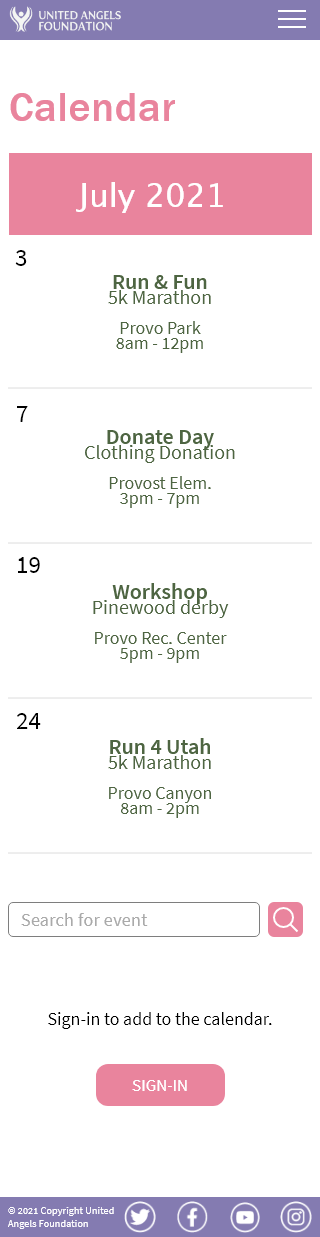 UNITED ANGELS
FOUNDATION
Calendar
July 2021
3
Run & Fun
5k Marathon
Provo Park
8am - 12pm
7
Donate Day
Clothing Donation
Provost Elem.
3pm - 7pm
19
Workshop
Pinewood derby
Provo Rec. Center
5pm - 9pm
24
Run 4 Utah
5k Marathon
Provo Canyon
8am - 2pm
Search for event
Sign-in to add to the calendar.
SIGN-IN
© 2021 Copyright United
Angels Foundation